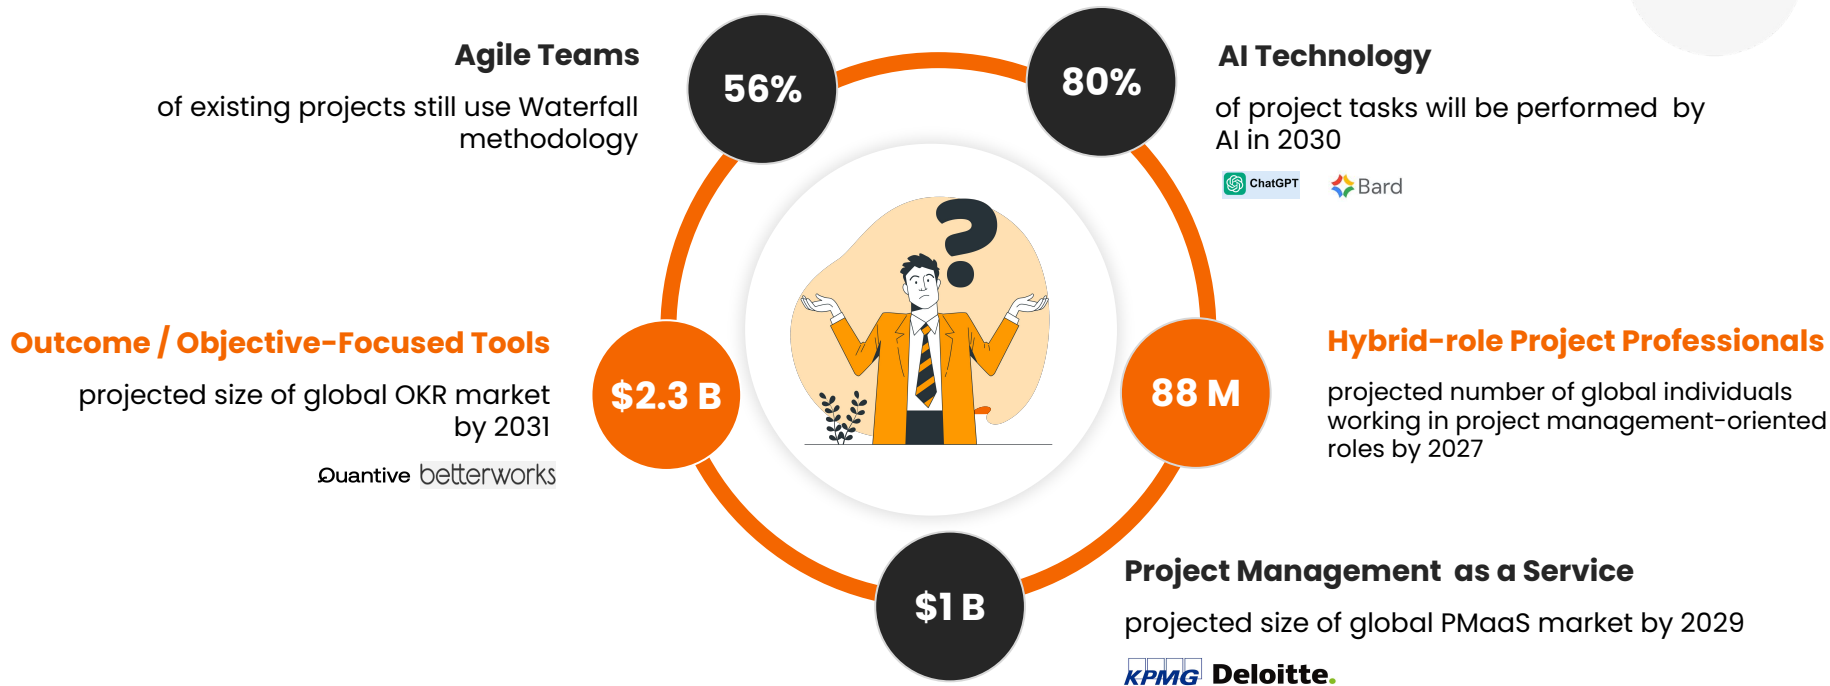 Agile Teams
of existing projects still use Waterfall
methodology
56%
80%
AI Technology
of project tasks will be performed by
AI in 2030
ChatGPT
Bard
?
Outcome / Objective-Focused Tools
projected size of global OKR market
by 2031
Quantive betterworks
$2.3 B
88 M
Hybrid-role Project Professionals
projected number of global individuals
working in project management-oriented
roles by 2027
$1 B
Project Management as a Service
projected size of global PMaaS market by 2029
KPMG Deloitte.